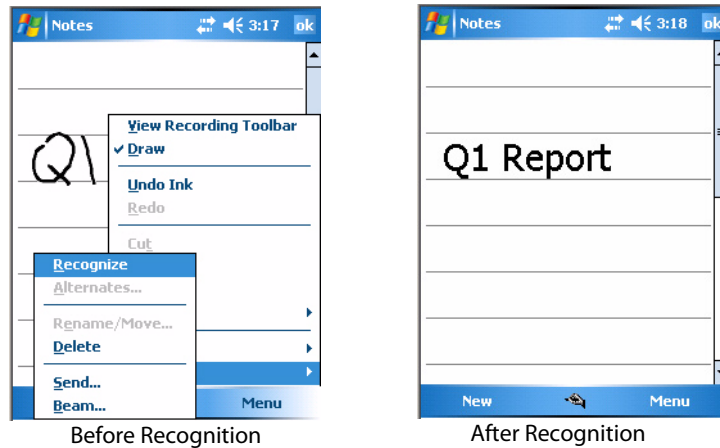 Notes 3:17 ok
Q1
View Recording Toolbar
Draw
Undo Ink
Redo
Cut
Recognize
Alternates...
Rename/Move...
Delete
Send...
Beam...
Menu
Before Recognition
Notes 3:18 ok
Q1 Report
New Menu
After Recognition